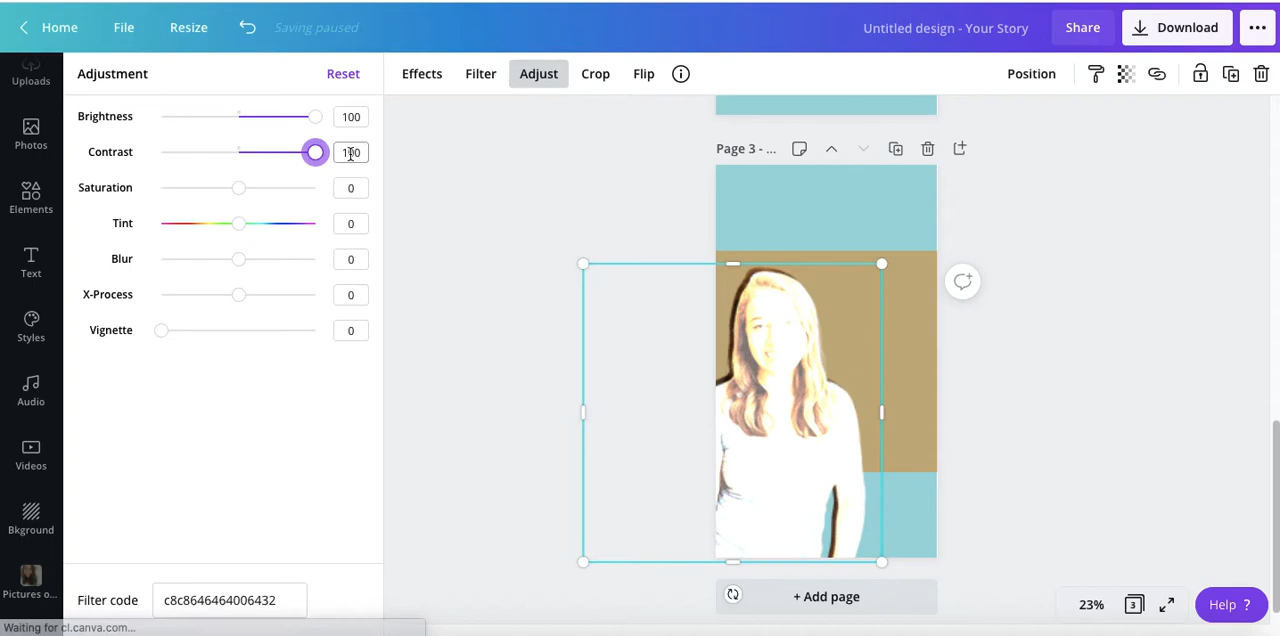 Home File Resize Saving paused Untitled design - Your Story Share Download
Uploads
Photos
Elements
Text
Styles
Audio
Videos
Bkground
Pictures o...
Adjustment Reset
Brightness 100
Contrast 100
Saturation 0
Tint 0
Blur 0
X-Process 0
Vignette 0
Filter code c8c8646464006432
Effects Filter Adjust Crop Flip Position
Page 3 - ...
+ Add page
23% 3 Help ?
Waiting for cl.canva.com...